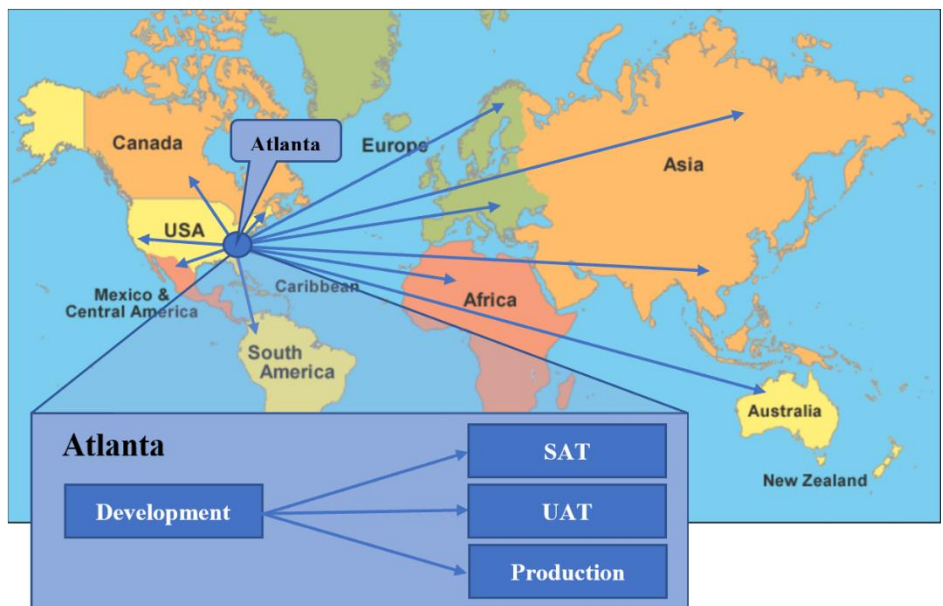 Canada
Atlanta
Europe
Asia
USA
Mexico &
Central America
Caribbean
Africa
South
America
Australia
New Zealand
Atlanta
Development
SAT
UAT
Production